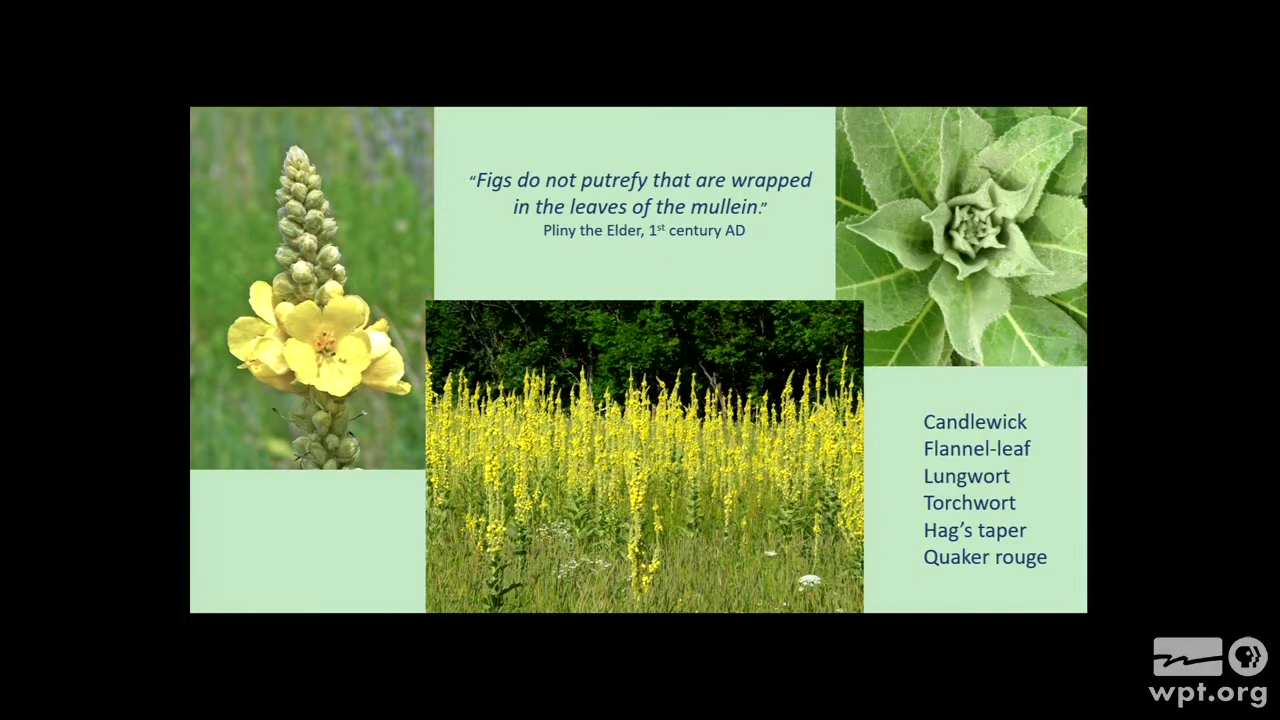 “Figs do not putrefy that are wrapped
in the leaves of the mullein.”
Pliny the Elder, 1st century AD
Candlewick
Flannel-leaf
Lungwort
Torchwort
Hag’s taper
Quaker rouge
wpt.org